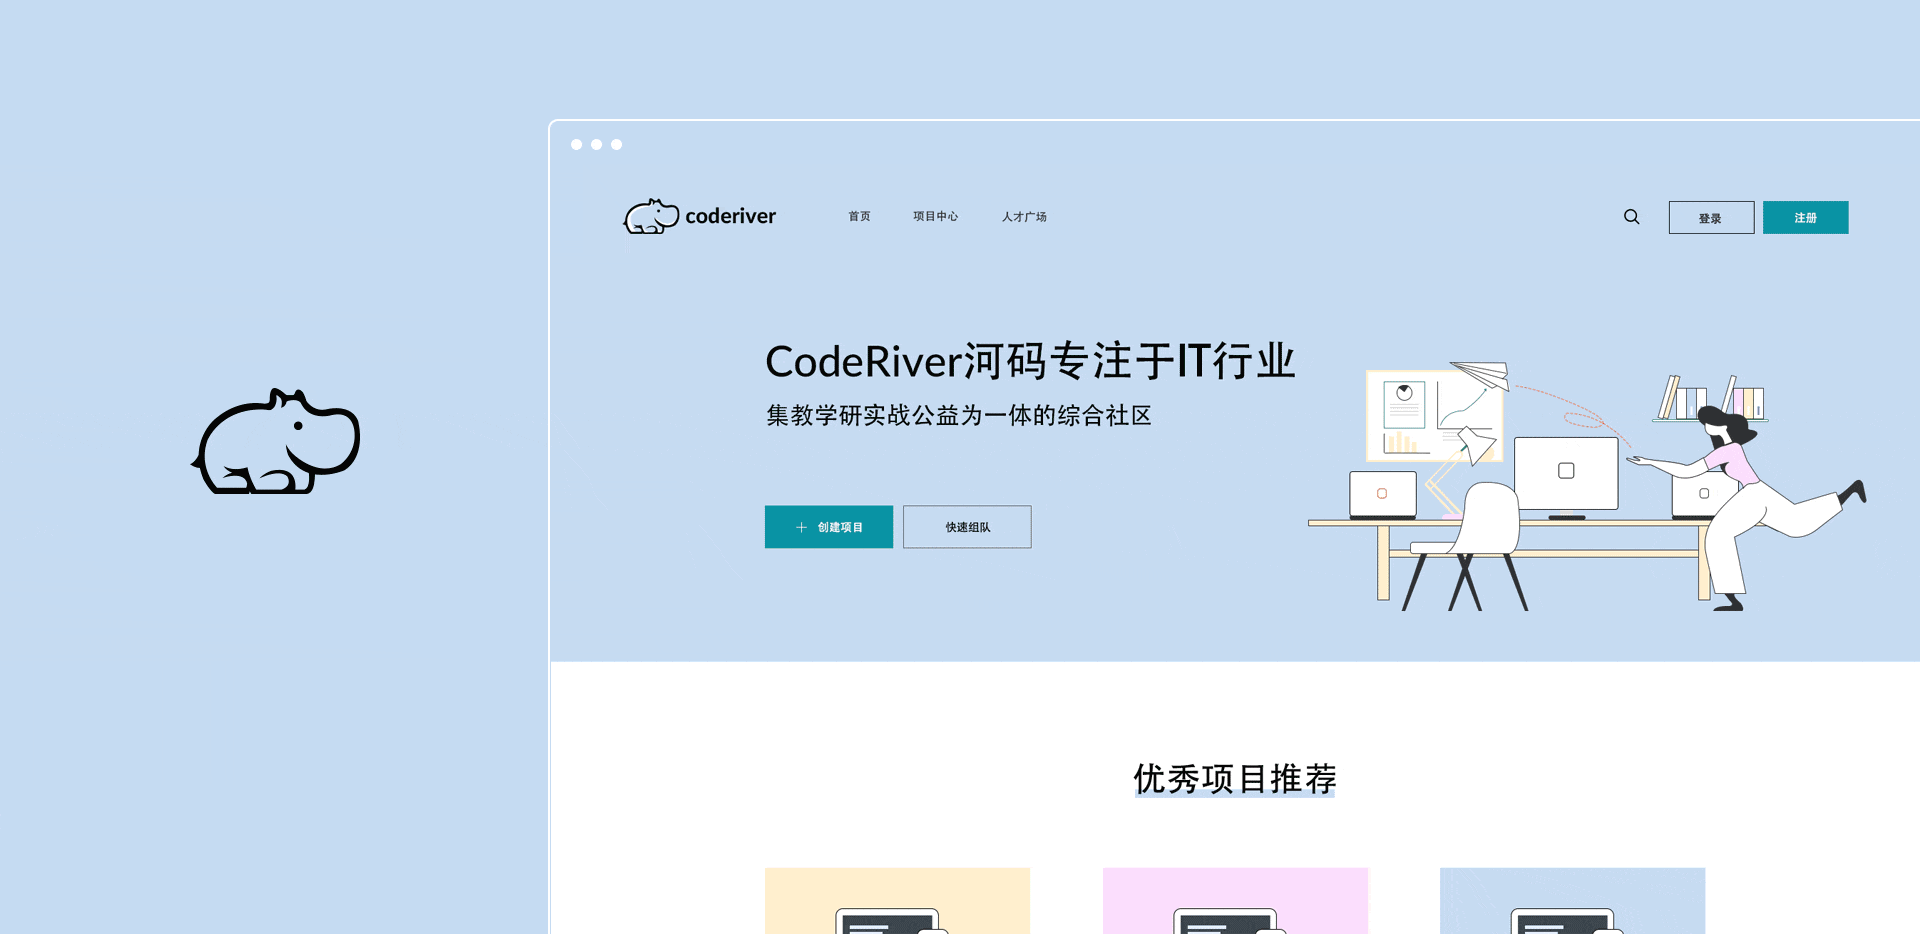 coderiver
首页 项目中心 人才广场
登录 注册
CodeRiver河码专注于IT行业
集教学研实战公益为一体的综合社区
创建项目 快速组队
优秀项目推荐